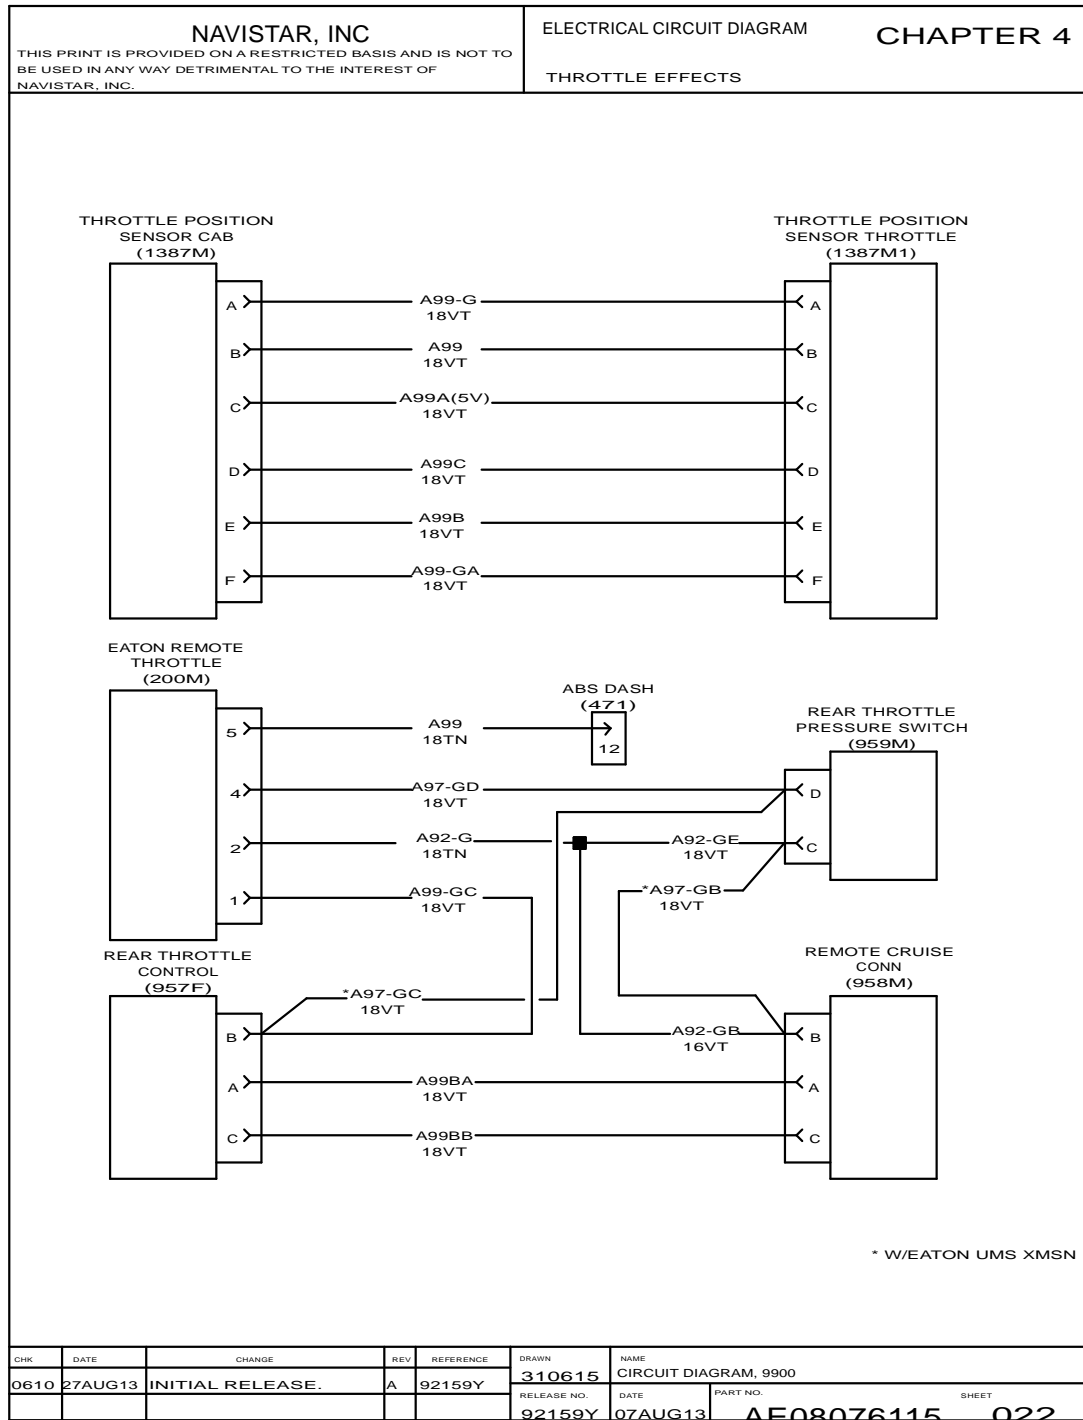 NAVISTAR, INC
THIS PRINT IS PROVIDED ON A RESTRICTED BASIS AND IS NOT TO
BE USED IN ANY WAY DETRIMENTAL TO THE INTEREST OF
NAVISTAR, INC.
ELECTRICAL CIRCUIT DIAGRAM
CHAPTER 4
THROTTLE EFFECTS
THROTTLE POSITION
SENSOR CAB
(1387M)
THROTTLE POSITION
SENSOR THROTTLE
(1387M1)
A
A99-G
18VT
A
B
A99
18VT
B
C
A99A(5V)
18VT
C
D
A99C
18VT
D
E
A99B
18VT
E
F
A99-GA
18VT
F
EATON REMOTE
THROTTLE
(200M)
ABS DASH
(471)
12
REAR THROTTLE
PRESSURE SWITCH
(959M)
5
A99
18TN
4
A97-GD
18VT
D
2
A92-G
18TN
A92-GE
18VT
C
1
A99-GC
18VT
*A97-GB
18VT
REAR THROTTLE
CONTROL
(957F)
REMOTE CRUISE
CONN
(958M)
*A97-GC
18VT
B
A92-GB
16VT
B
A
A99BA
18VT
A
C
A99BB
18VT
C
* W/EATON UMS XMSN
CHK DATE CHANGE REV REFERENCE
0610 27AUG13 INITIAL RELEASE. A 92159Y
DRAWN
310615
NAME
CIRCUIT DIAGRAM, 9900
RELEASE NO.
92159Y
DATE
07AUG13
PART NO.
AE08076115
SHEET
022